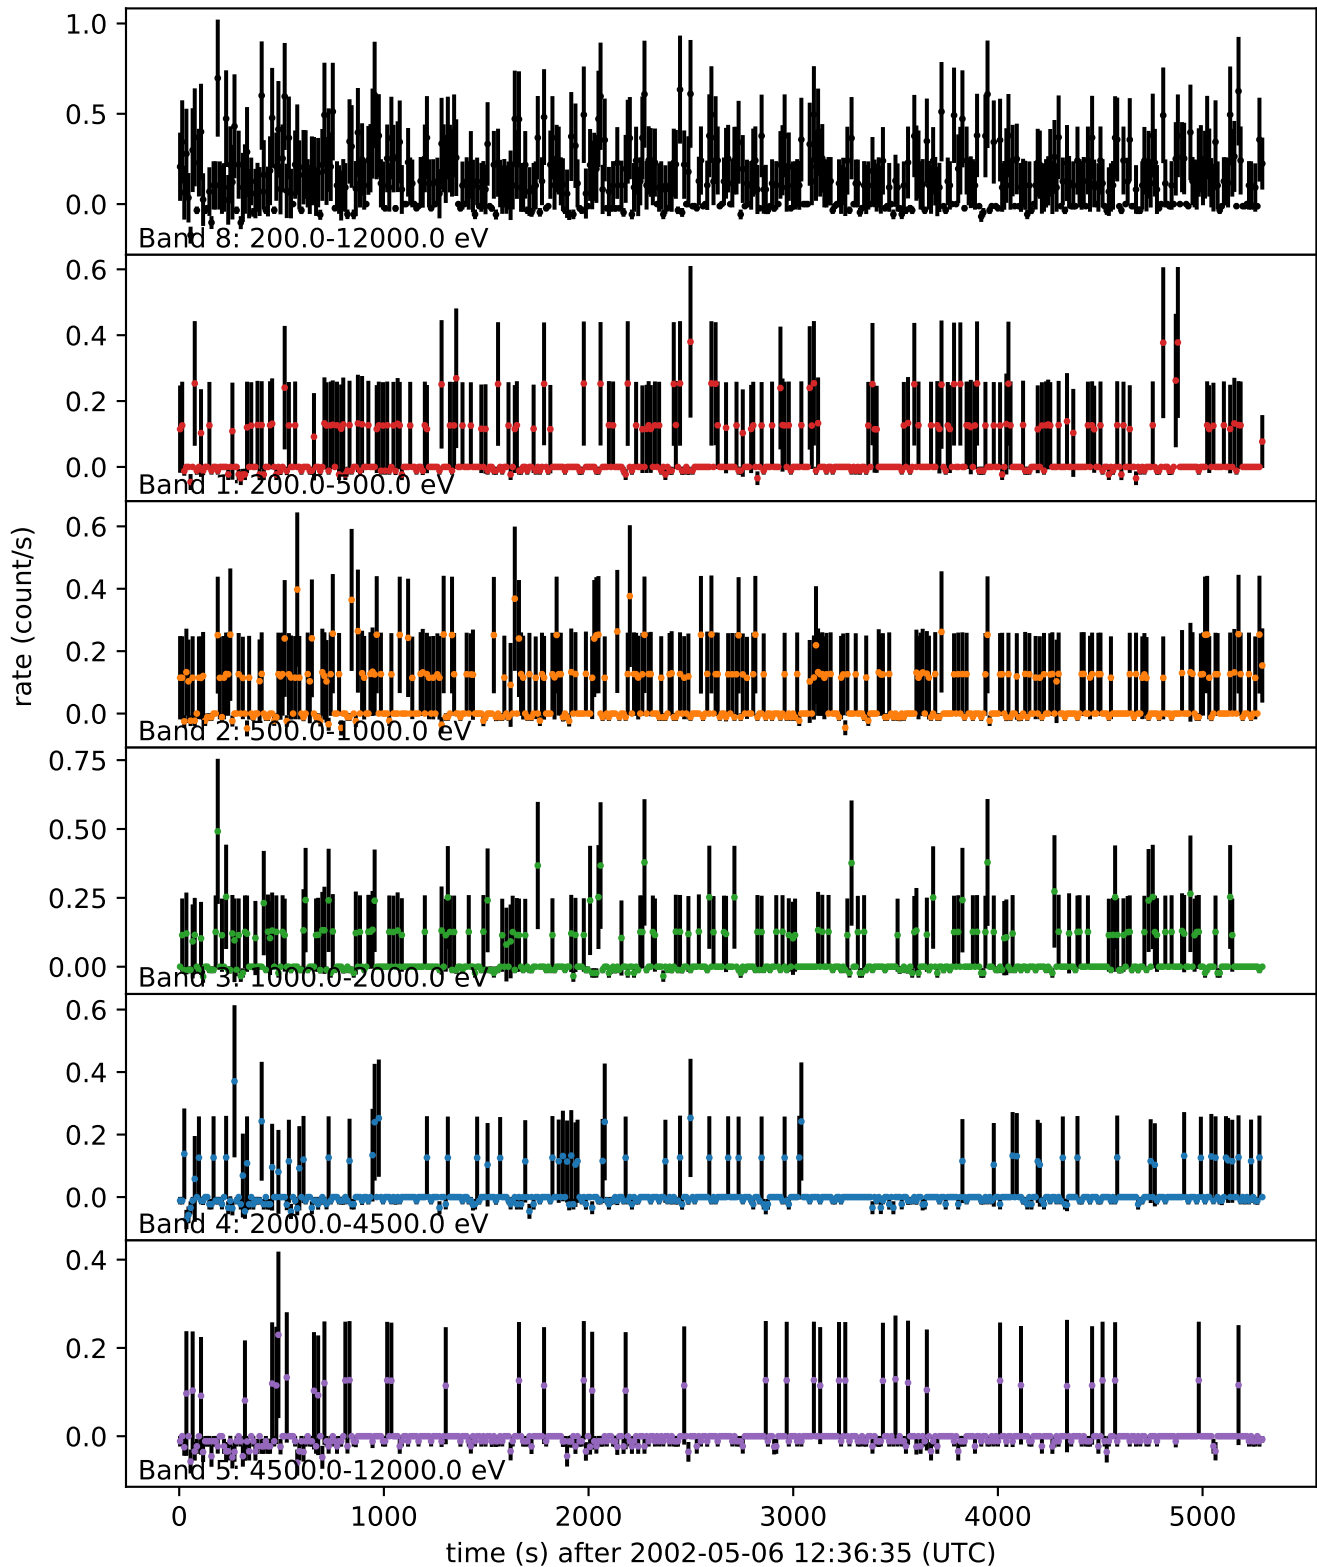 1.0
0.5
0.0
Band 8: 200.0-12000.0 eV
0.6
0.4
0.2
0.0
Band 1: 200.0-500.0 eV
0.6
0.4
0.2
0.0
Band 2: 500.0-1000.0 eV
rate (count/s)
0.75
0.50
0.25
0.00
Band 3: 1000.0-2000.0 eV
0.6
0.4
0.2
0.0
Band 4: 2000.0-4500.0 eV
0.4
0.2
0.0
Band 5: 4500.0-12000.0 eV
0 1000 2000 3000 4000 5000
time (s) after 2002-05-06 12:36:35 (UTC)